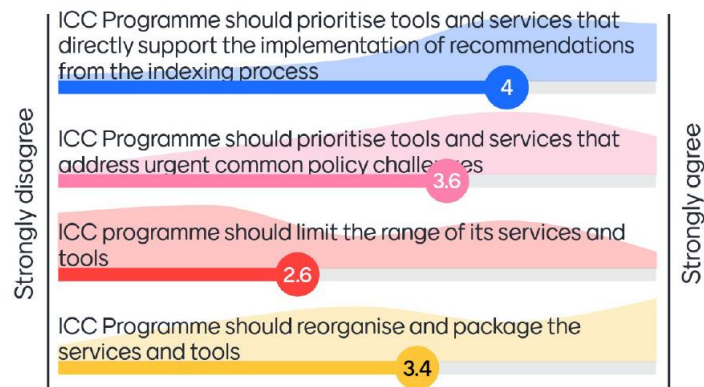 ICC Programme should prioritise tools and services that
directly support the implementation of recommendations
from the indexing process
4
ICC Programme should prioritise tools and services that
address urgent common policy challenges
3.6
ICC programme should limit the range of its services and
tools
2.6
ICC Programme should reorganise and package the
services and tools
3.4
Strongly disagree
Strongly agree